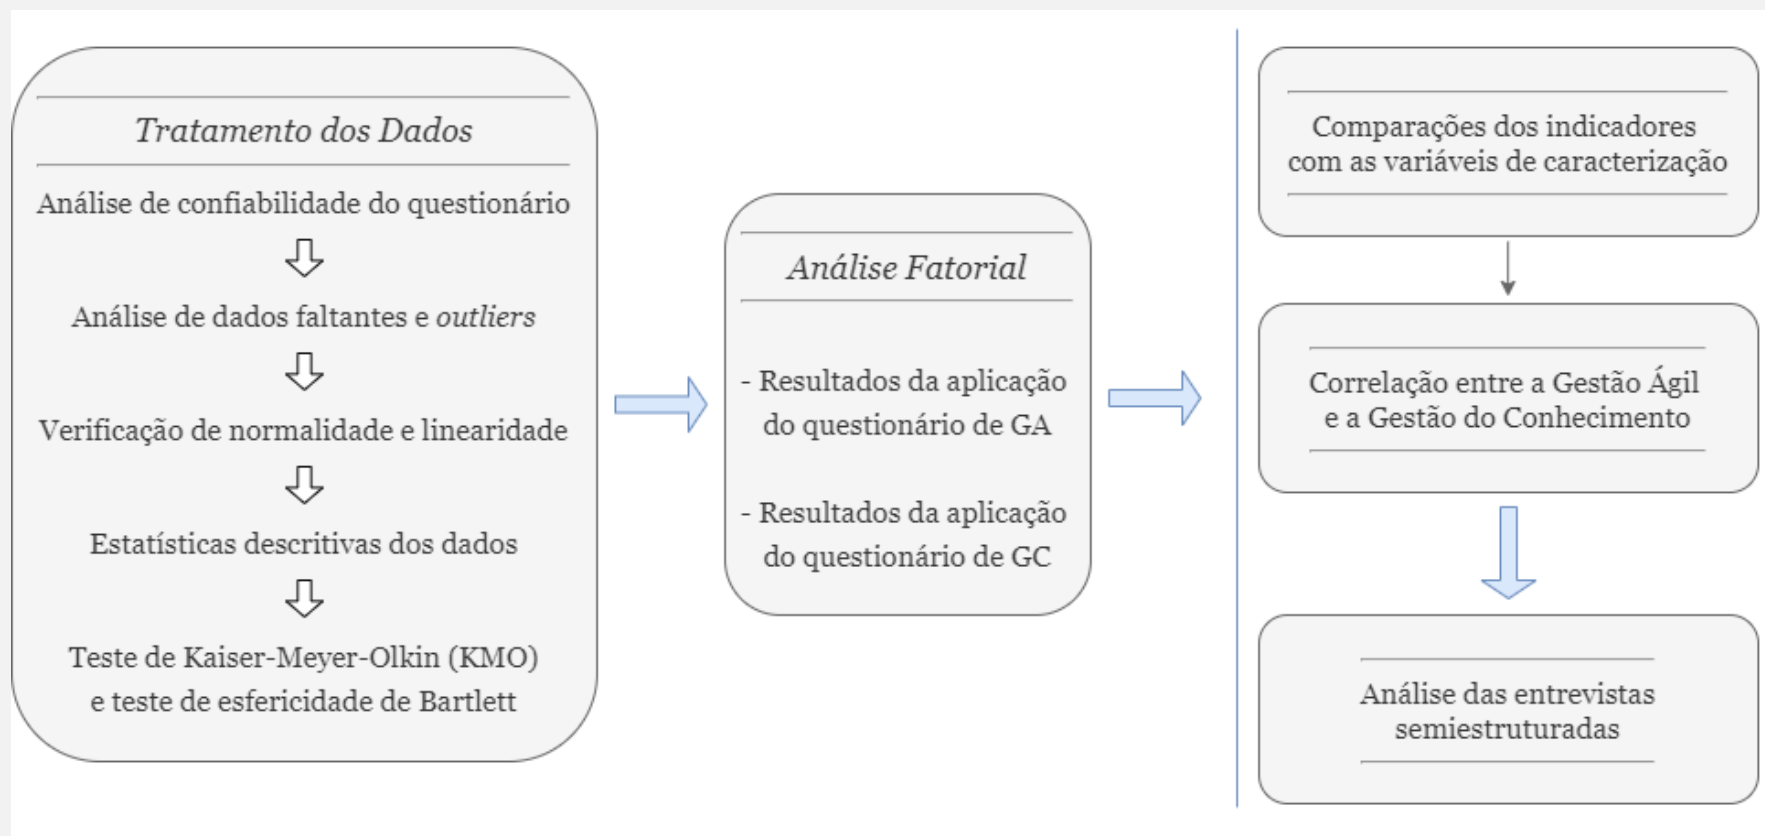 Tratamento dos Dados
Análise de confiabilidade do questionário
Análise de dados faltantes e outliers
Verificação de normalidade e linearidade
Estatísticas descritivas dos dados
Teste de Kaiser-Meyer-Olkin (KMO)
e teste de esfericidade de Bartlett
Análise Fatorial
- Resultados da aplicação
do questionário de GA
- Resultados da aplicação
do questionário de GC
Comparações dos indicadores
com as variáveis de caracterização
Correlação entre a Gestão Ágil
e a Gestão do Conhecimento
Análise das entrevistas
semiestruturadas